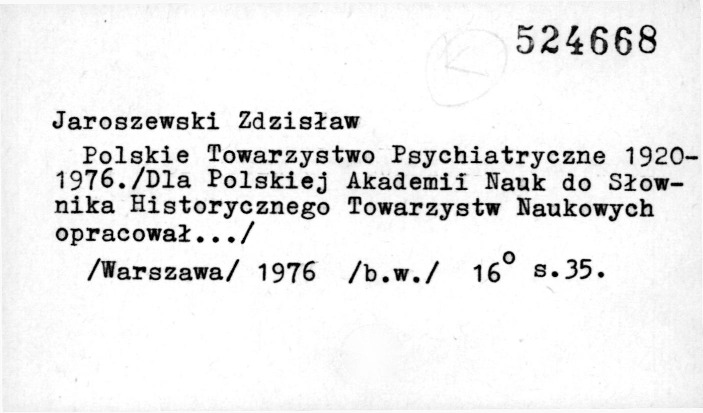 524668
Jaroszewski Zdzisław
Polskie Towarzystwo Psychiatryczne 1920-
1976./Dla Polskiej Akademii Nauk do Słow-
nika Historycznego Towarzystw Naukowych
opracował.../
/Warszawa/ 1976 /b.w./ 16° s.35.